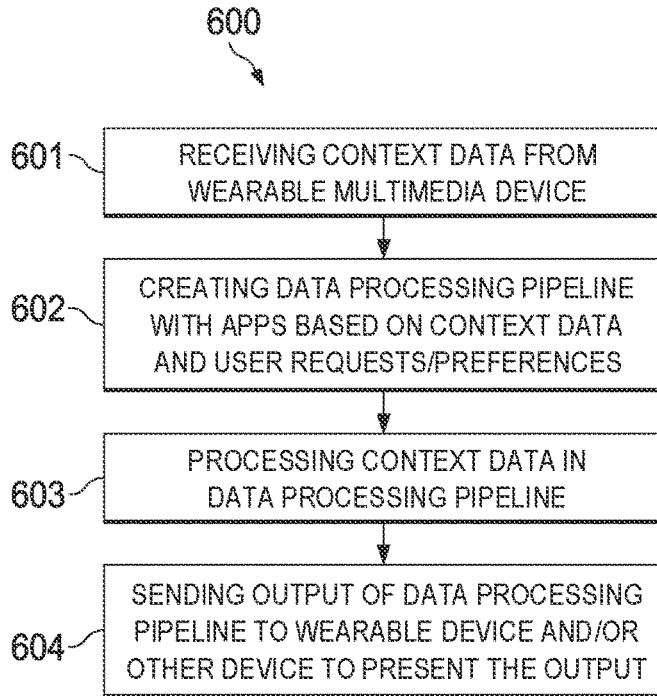 600
601
RECEIVING CONTEXT DATA FROM
WEARABLE MULTIMEDIA DEVICE
602
CREATING DATA PROCESSING PIPELINE
WITH APPS BASED ON CONTEXT DATA
AND USER REQUESTS/PREFERENCES
603
PROCESSING CONTEXT DATA IN
DATA PROCESSING PIPELINE
604
SENDING OUTPUT OF DATA PROCESSING
PIPELINE TO WEARABLE DEVICE AND/OR
OTHER DEVICE TO PRESENT THE OUTPUT